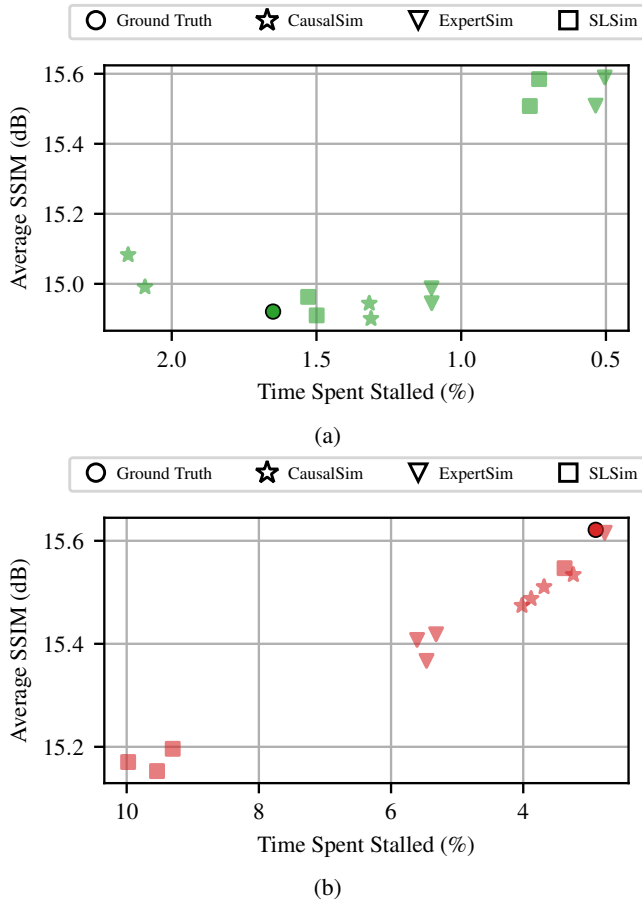 Ground Truth CausalSim ExpertSim SLSim
15.6
15.4
15.2
15.0
Average SSIM (dB)
2.0 1.5 1.0 0.5
Time Spent Stalled (%)
(a)
Ground Truth CausalSim ExpertSim SLSim
15.6
15.4
15.2
Average SSIM (dB)
10 8 6 4
Time Spent Stalled (%)
(b)